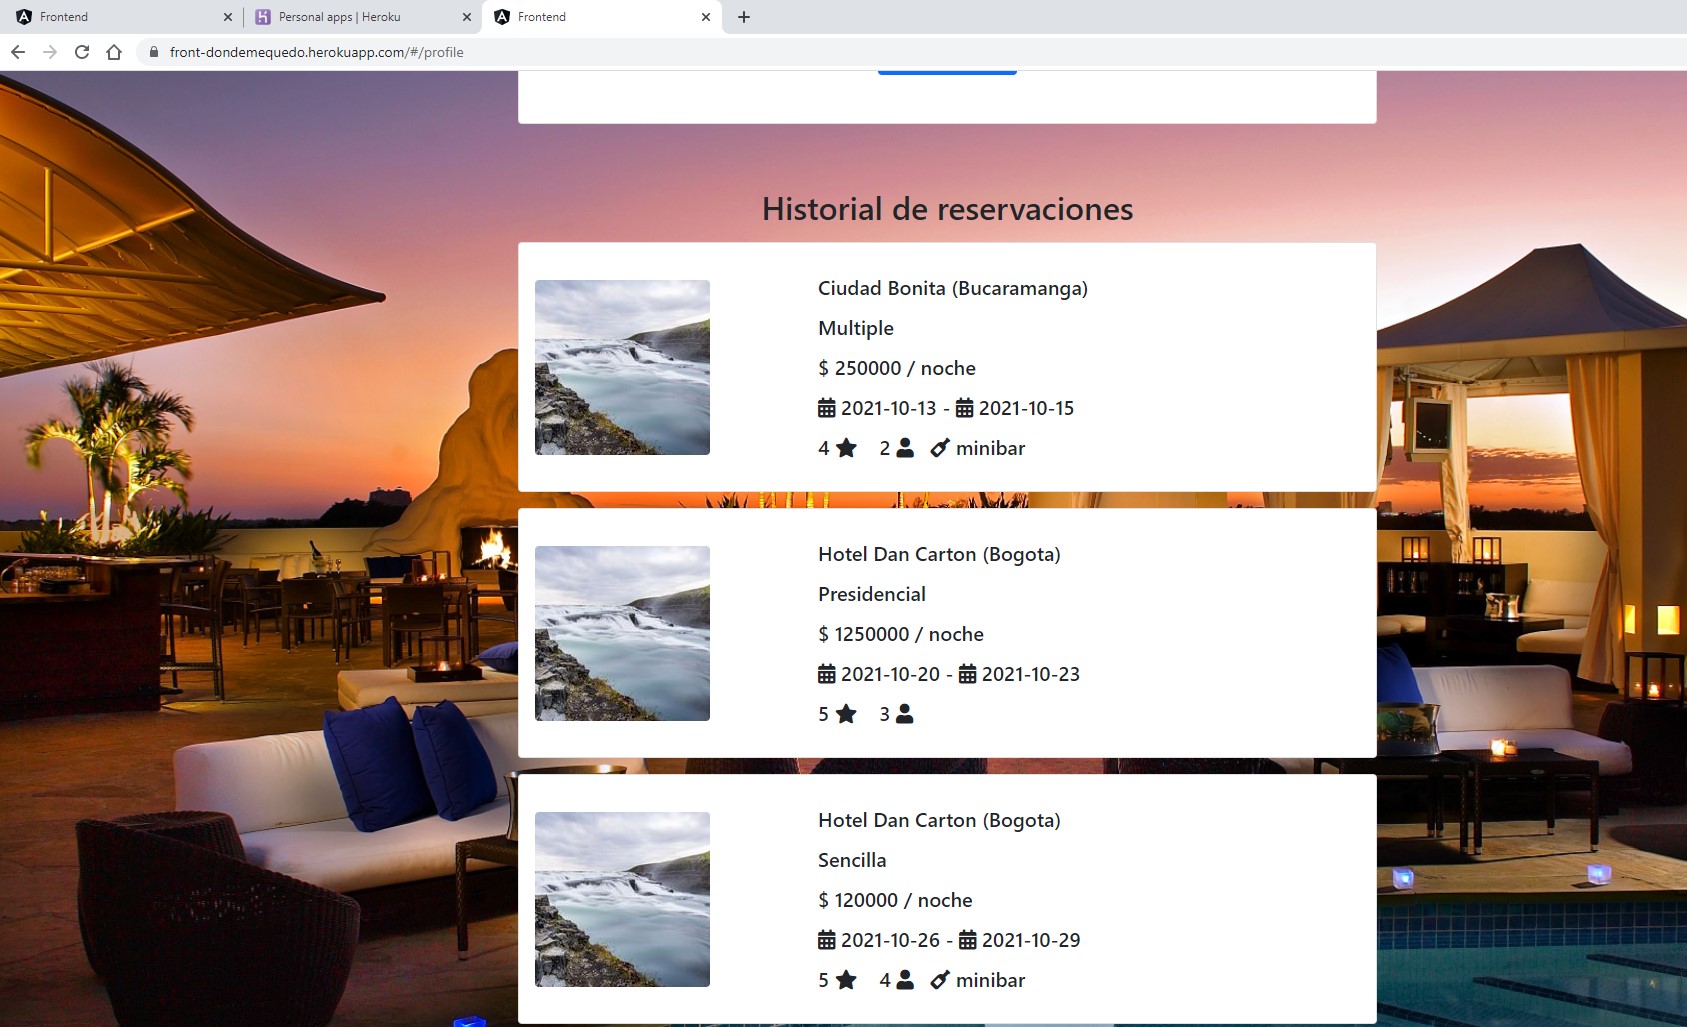 Frontend
Personal apps | Heroku
Frontend
front-dondemequedo.herokuapp.com/#/profile
Historial de reservaciones
Ciudad Bonita (Bucaramanga)
Multiple
$ 250000 / noche
2021-10-13 - 2021-10-15
4 2 minibar
Hotel Dan Carton (Bogota)
Presidencial
$ 1250000 / noche
2021-10-20 - 2021-10-23
5 3
Hotel Dan Carton (Bogota)
Sencilla
$ 120000 / noche
2021-10-26 - 2021-10-29
5 4 minibar